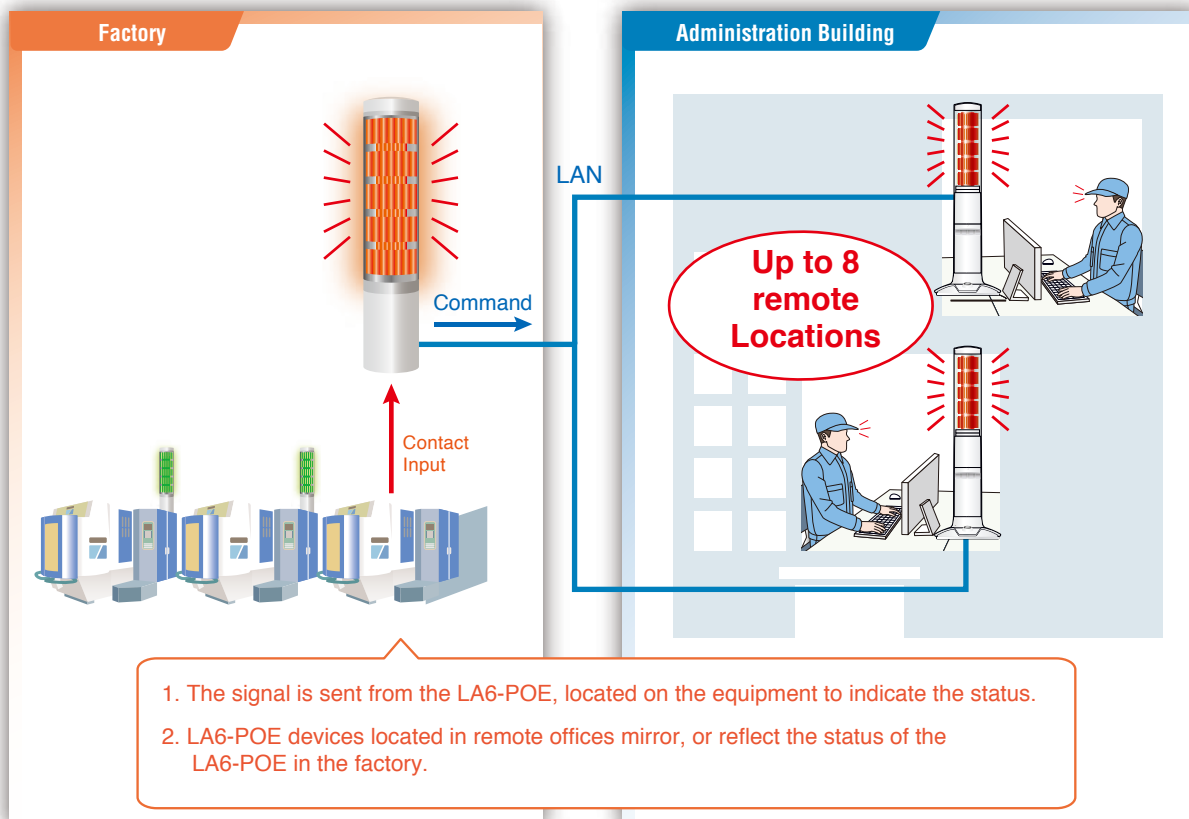 Factory
Administration Building
LAN
Command
Up to 8
remote
Locations
Contact
Input
1. The signal is sent from the LA6-POE, located on the equipment to indicate the status.
2. LA6-POE devices located in remote offices mirror, or reflect the status of the
LA6-POE in the factory.